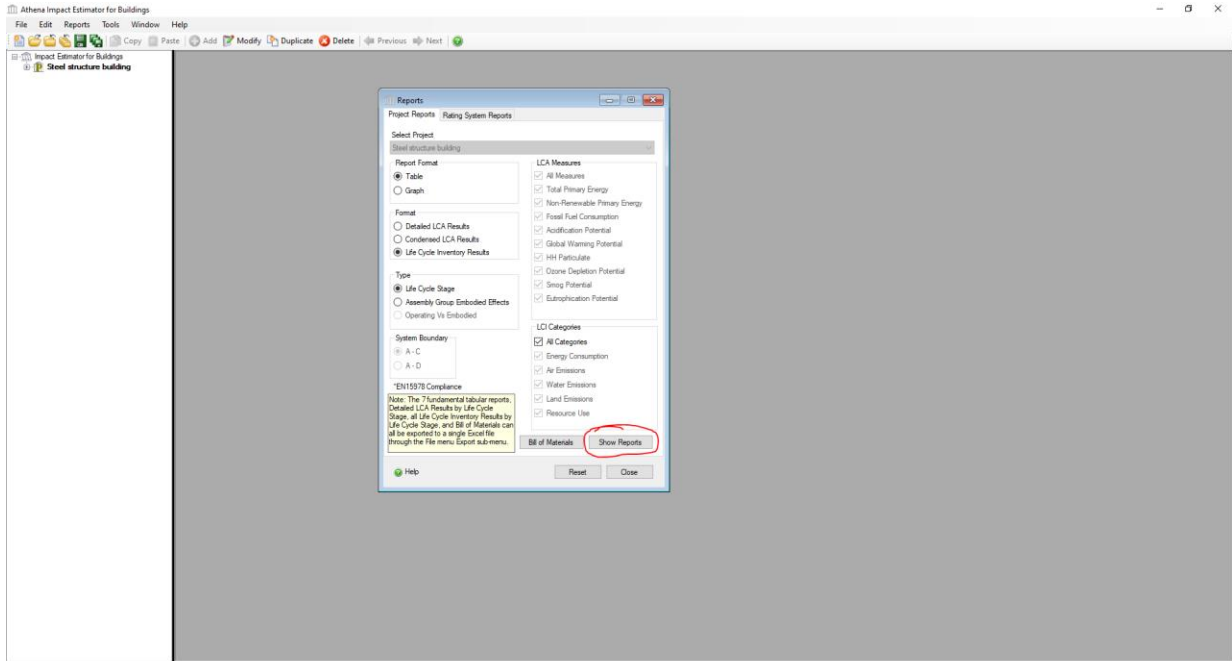 Athena Impact Estimator for Buildings
File Edit Reports Tools Window Help
Copy Paste Add Modify Duplicate Delete Previous Next
Impact Estimator for Buildings
Steel structure building
Reports
Project Reports Rating System Reports
Select Project
Steel structure building
Report Format
Table
Graph
Format
Detailed LCA Results
Condensed LCA Results
Life Cycle Inventory Results
Type
Life Cycle Stage
Assembly Group Embodied Effects
Operating Vs Embodied
System Boundary
A - C
A - D
*EN15978 Compliance
Note: The 7 fundamental tabular reports,
Detailed LCA Results by Life Cycle
Stage, all Life Cycle Inventory Results by
Life Cycle Stage, and Bill of Materials can
all be exported to a single Excel file
through the File menu Export sub-menu.
LCA Measures
All Measures
Total Primary Energy
Non-Renewable Primary Energy
Fossil Fuel Consumption
Acidification Potential
Global Warming Potential
HH Particulate
Ozone Depletion Potential
Smog Potential
Eutrophication Potential
LCI Categories
All Categories
Energy Consumption
Air Emissions
Water Emissions
Land Emissions
Resource Use
Bill of Materials Show Reports
Help Reset Close